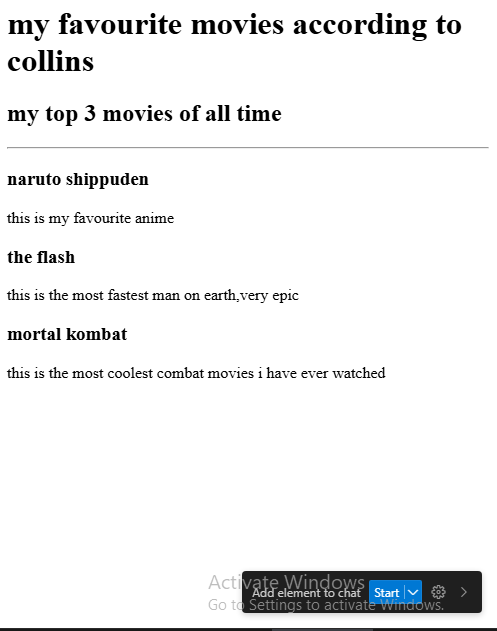 my favourite movies according to
collins
my top 3 movies of all time
naruto shippuden
this is my favourite anime
the flash
this is the most fastest man on earth,very epic
mortal kombat
this is the most coolest combat movies i have ever watched
Activate Windows
Add element to chat Start
Go to Settings to activate Windows.